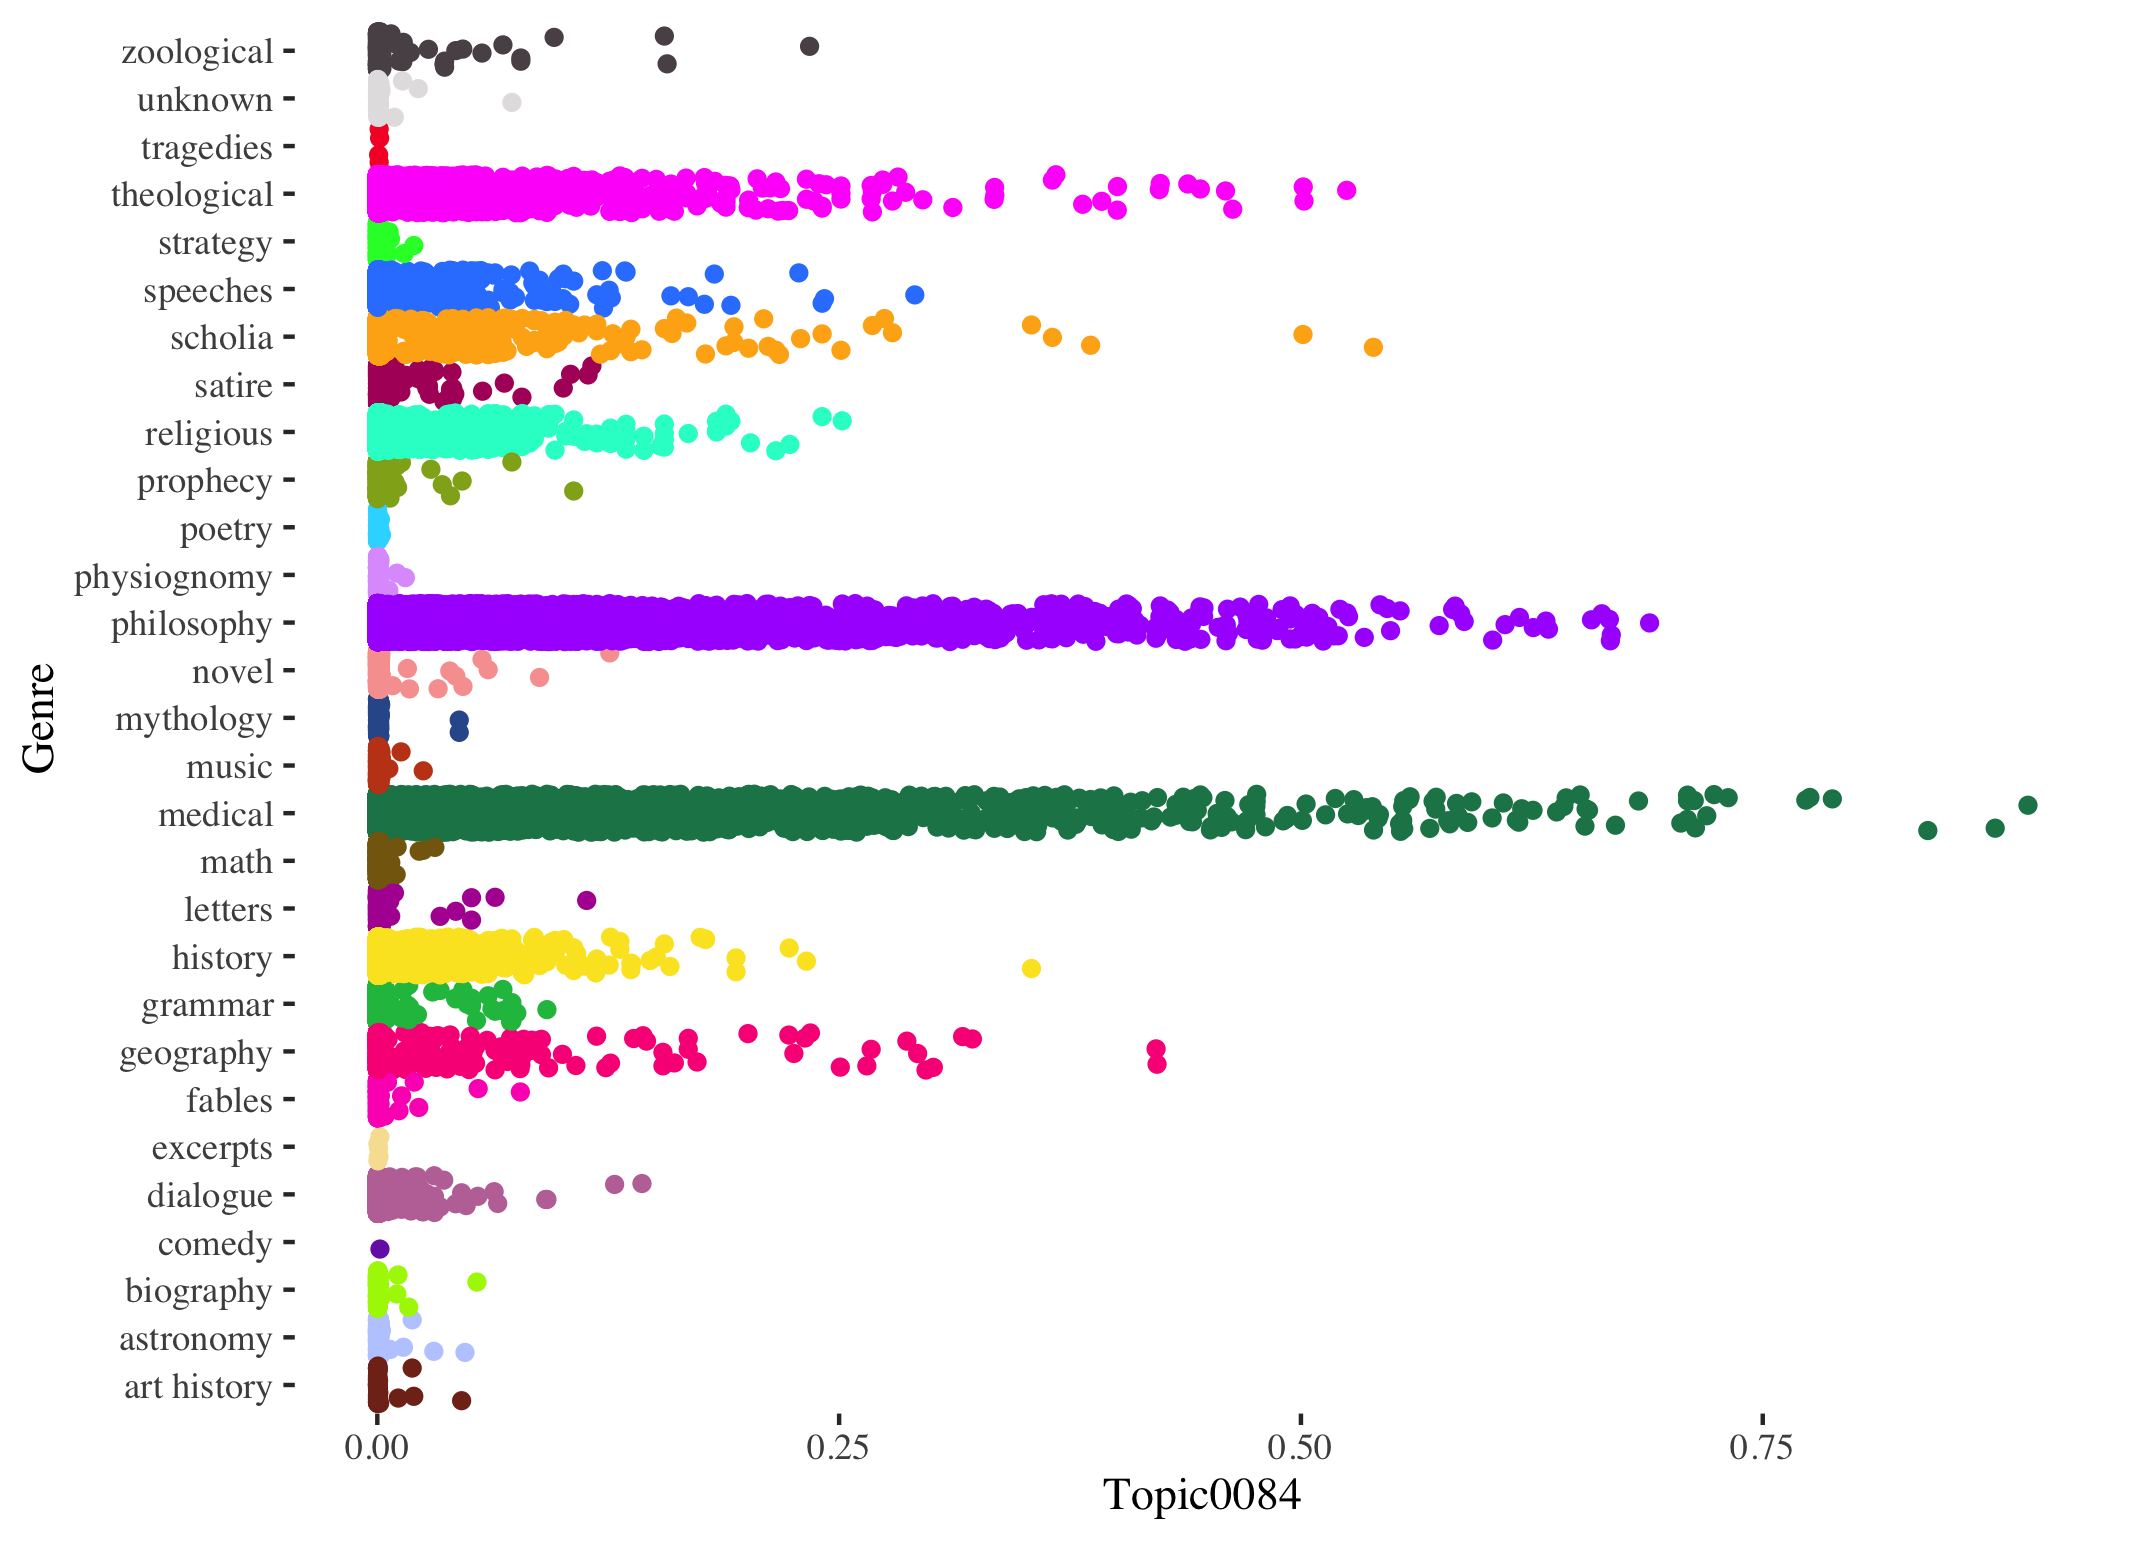 zoological
unknown
tragedies
theological
strategy
speeches
scholia
satire
religious
prophecy
poetry
physiognomy
philosophy
novel
mythology
music
medical
math
letters
history
grammar
geography
fables
excerpts
dialogue
comedy
biography
astronomy
art history
Genre
0.00 0.25 0.50 0.75
Topic0084